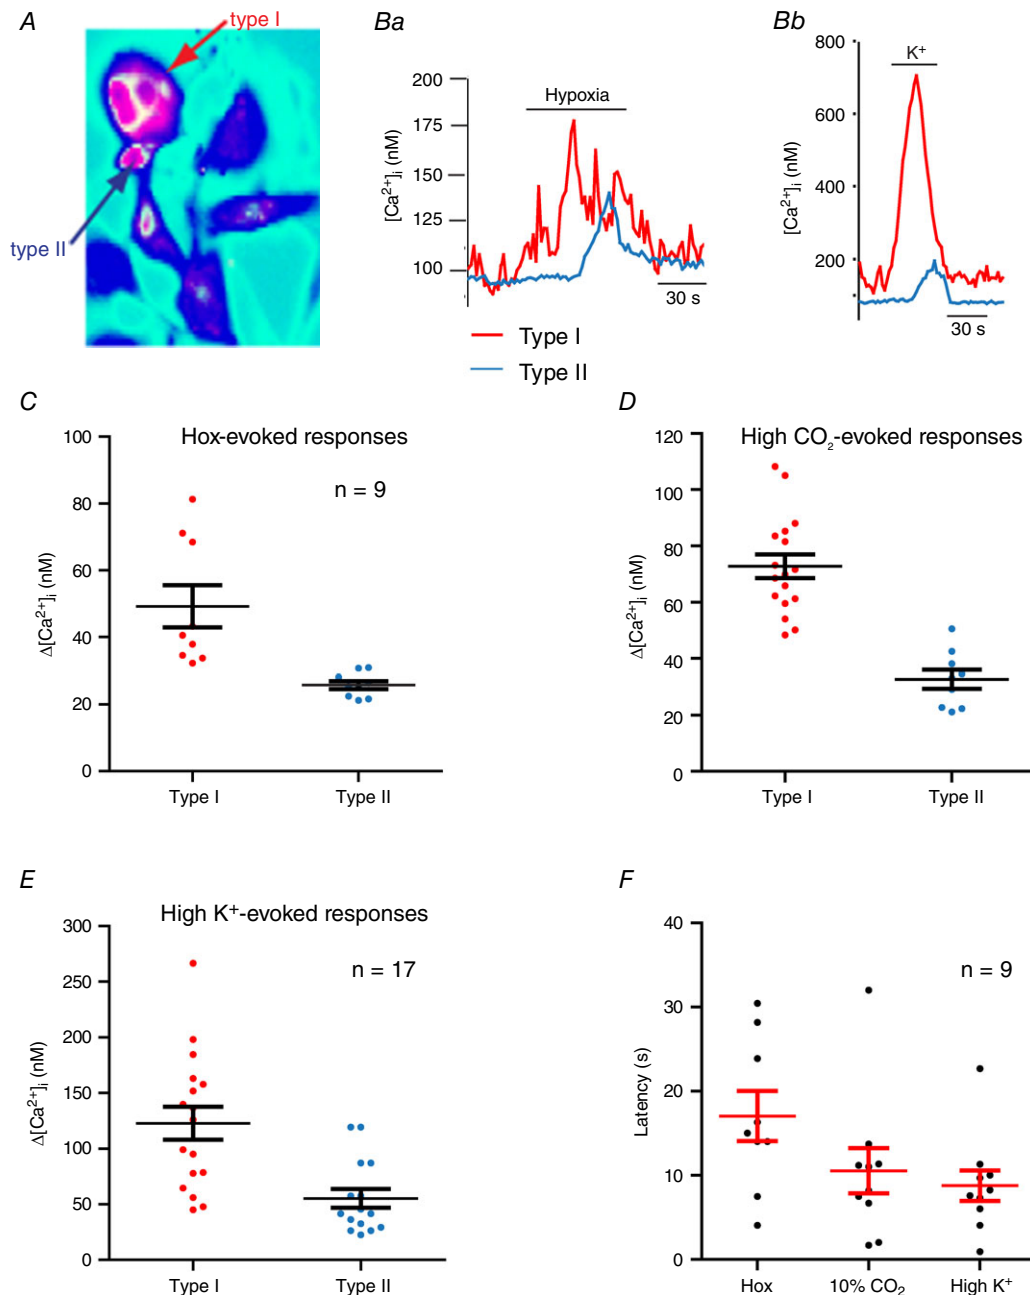 A
type I
type II
Ba
200
175
150
125
100
[Ca²⁺]ᵢ (nM)
Hypoxia
30 s
Type I
Type II
Bb
800
600
400
200
[Ca²⁺]ᵢ (nM)
K⁺
30 s
C
Hox-evoked responses
n = 9
100
80
60
40
20
0
Δ[Ca²⁺]ᵢ (nM)
Type I
Type II
D
High CO₂-evoked responses
120
100
80
60
40
20
0
Δ[Ca²⁺]ᵢ (nM)
Type I
Type II
E
High K⁺-evoked responses
n = 17
300
250
200
150
100
50
0
Δ[Ca²⁺]ᵢ (nM)
Type I
Type II
F
n = 9
40
30
20
10
0
Latency (s)
Hox
10% CO₂
High K⁺